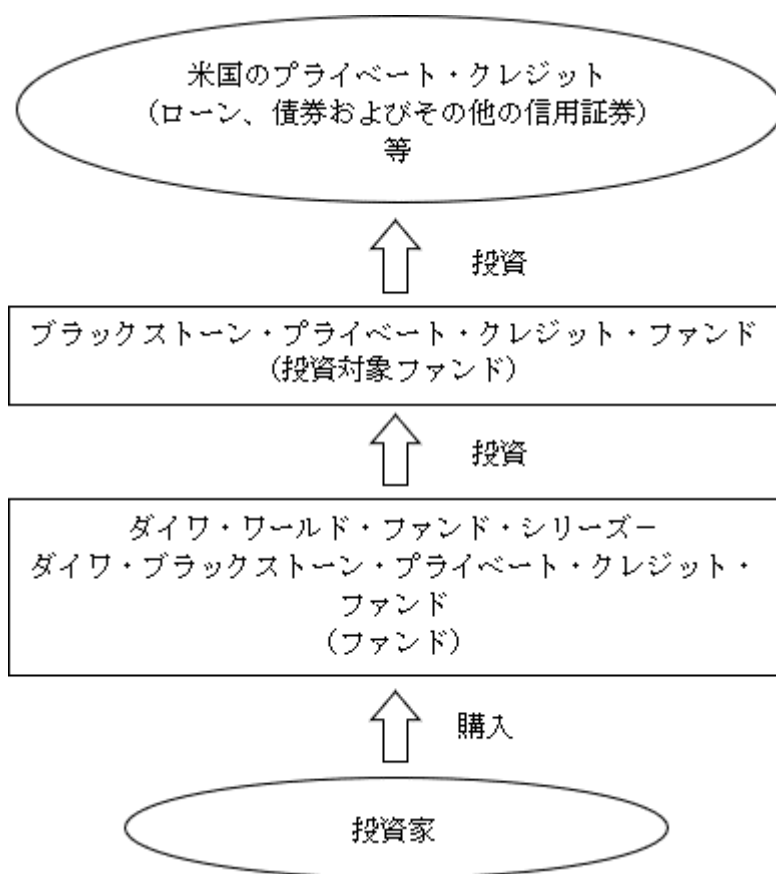 米国のプライベート・クレジット
(ローン、債券およびその他の信用証券)
等
投資
ブラックストーン・プライベート・クレジット・ファンド
(投資対象ファンド)
投資
ダイワ・ワールド・ファンド・シリーズ－
ダイワ・ブラックストーン・プライベート・クレジット・
ファンド
(ファンド)
購入
投資家